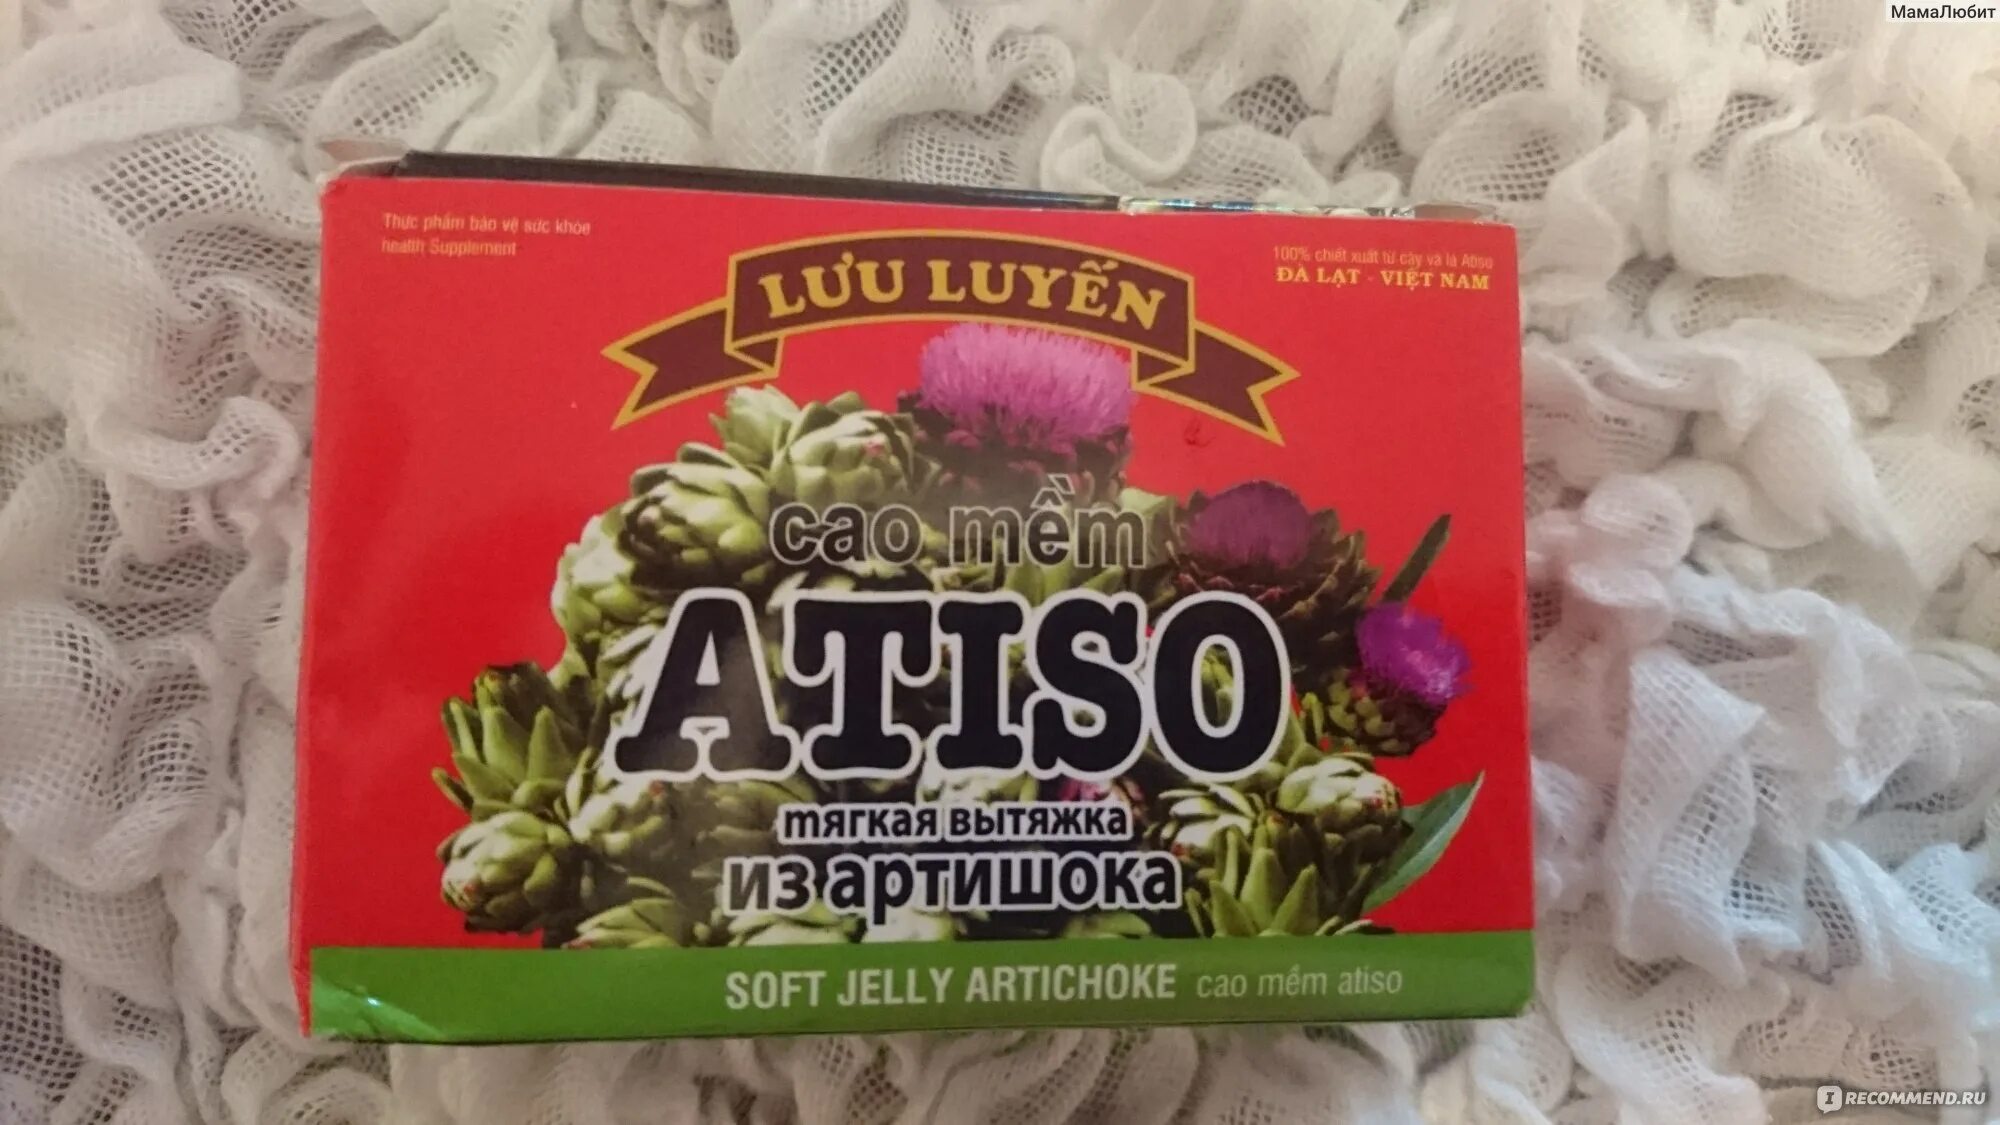 МамаЛюбит
Thực phẩm bảo vệ sức khỏe
health Supplement
100% chiết xuất từ cây và lá Atiso
ĐÀ LẠT - VIỆT NAM
LƯU LUYẾN
cao mềm
ATISO
мягкая вытяжка
из артишока
SOFT JELLY ARTICHOKE cao mềm atiso
IRECOMMEND.RU